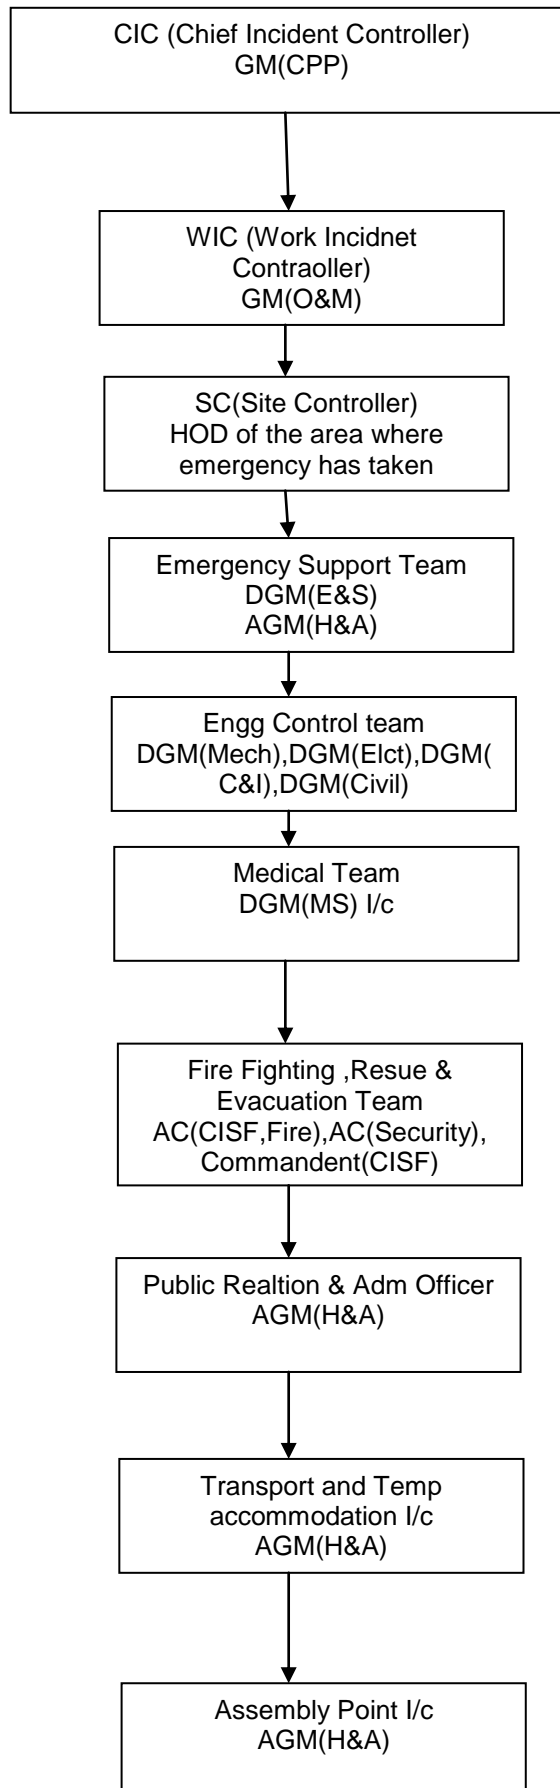 CIC (Chief Incident Controller)
GM(CPP)
WIC (Work Incidnet
Contraoller)
GM(O&M)
SC(Site Controller)
HOD of the area where
emergency has taken
Emergency Support Team
DGM(E&S)
AGM(H&A)
Engg Control team
DGM(Mech),DGM(Elct),DGM(
C&I),DGM(Civil)
Medical Team
DGM(MS) I/c
Fire Fighting ,Resue &
Evacuation Team
AC(CISF,Fire),AC(Security),
Commandent(CISF)
Public Realtion & Adm Officer
AGM(H&A)
Transport and Temp
accommodation I/c
AGM(H&A)
Assembly Point I/c
AGM(H&A)